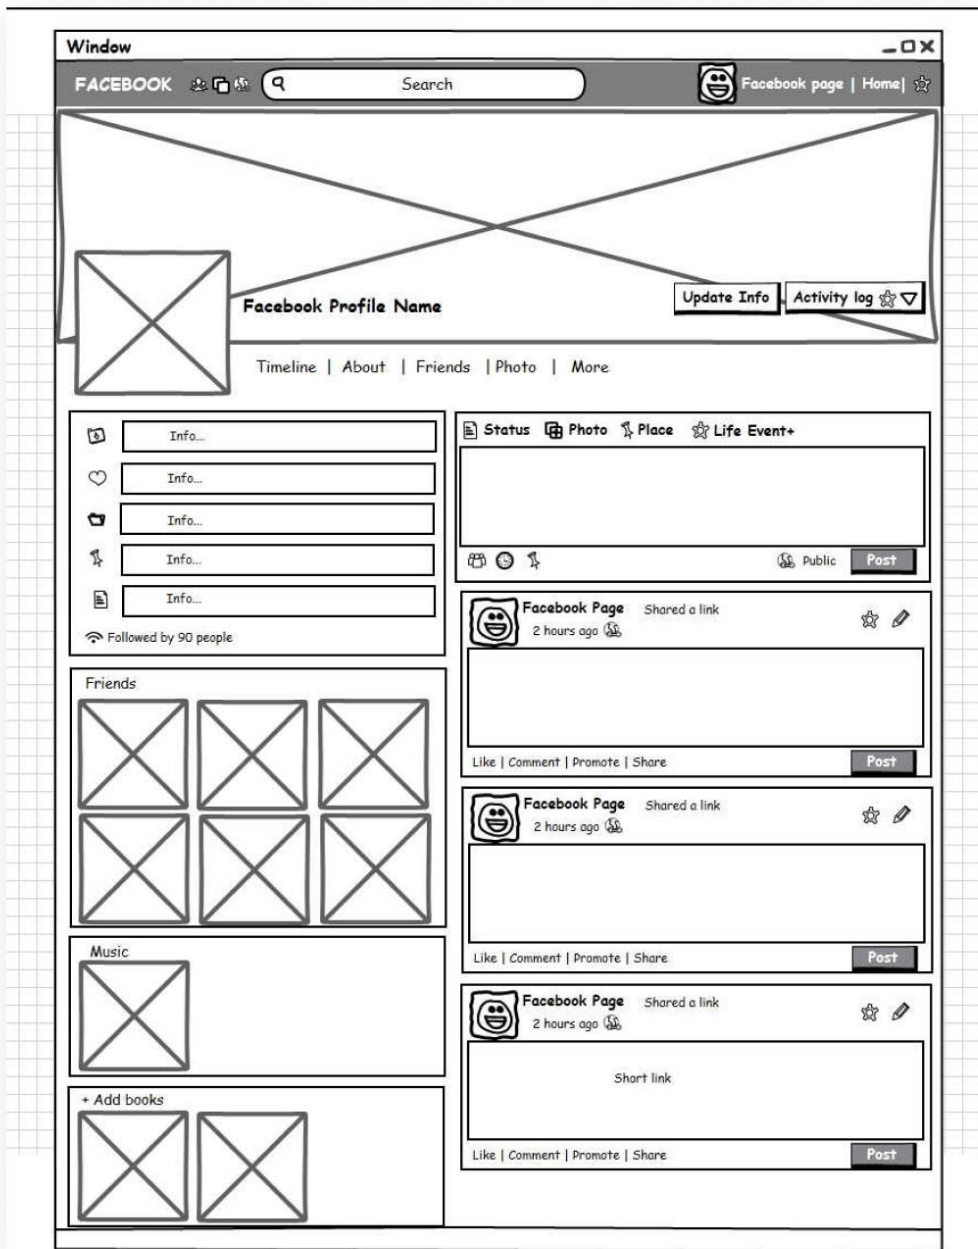 Window
FACEBOOK Search Facebook page | Home|
Facebook Profile Name
Update Info Activity log
Timeline | About | Friends | Photo | More
Info...
Info...
Info...
Info...
Info...
Followed by 90 people
Friends
Music
+ Add books
Status Photo Place Life Event+
Public Post
Facebook Page Shared a link
2 hours ago
Like | Comment | Promote | Share Post
Facebook Page Shared a link
2 hours ago
Like | Comment | Promote | Share Post
Facebook Page Shared a link
2 hours ago
Short link
Like | Comment | Promote | Share Post